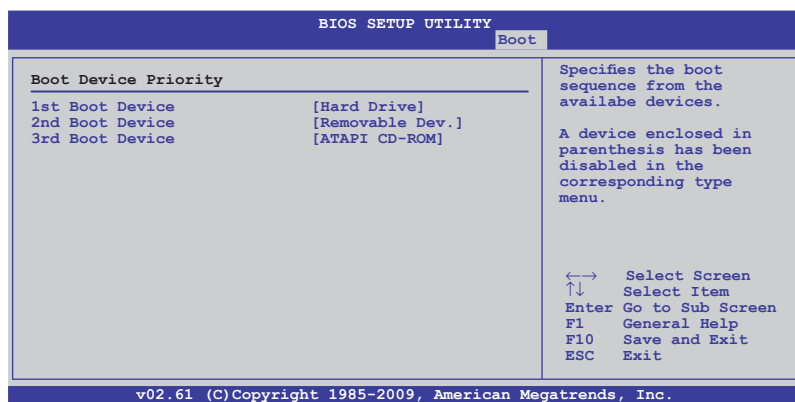 BIOS SETUP UTILITY
Boot
Boot Device Priority
1st Boot Device [Hard Drive]
2nd Boot Device [Removable Dev.]
3rd Boot Device [ATAPI CD-ROM]
Specifies the boot
sequence from the
availabe devices.
A device enclosed in
parenthesis has been
disabled in the
corresponding type
menu.
←→ Select Screen
↑↓ Select Item
Enter Go to Sub Screen
F1 General Help
F10 Save and Exit
ESC Exit
v02.61 (C)Copyright 1985-2009, American Megatrends, Inc.